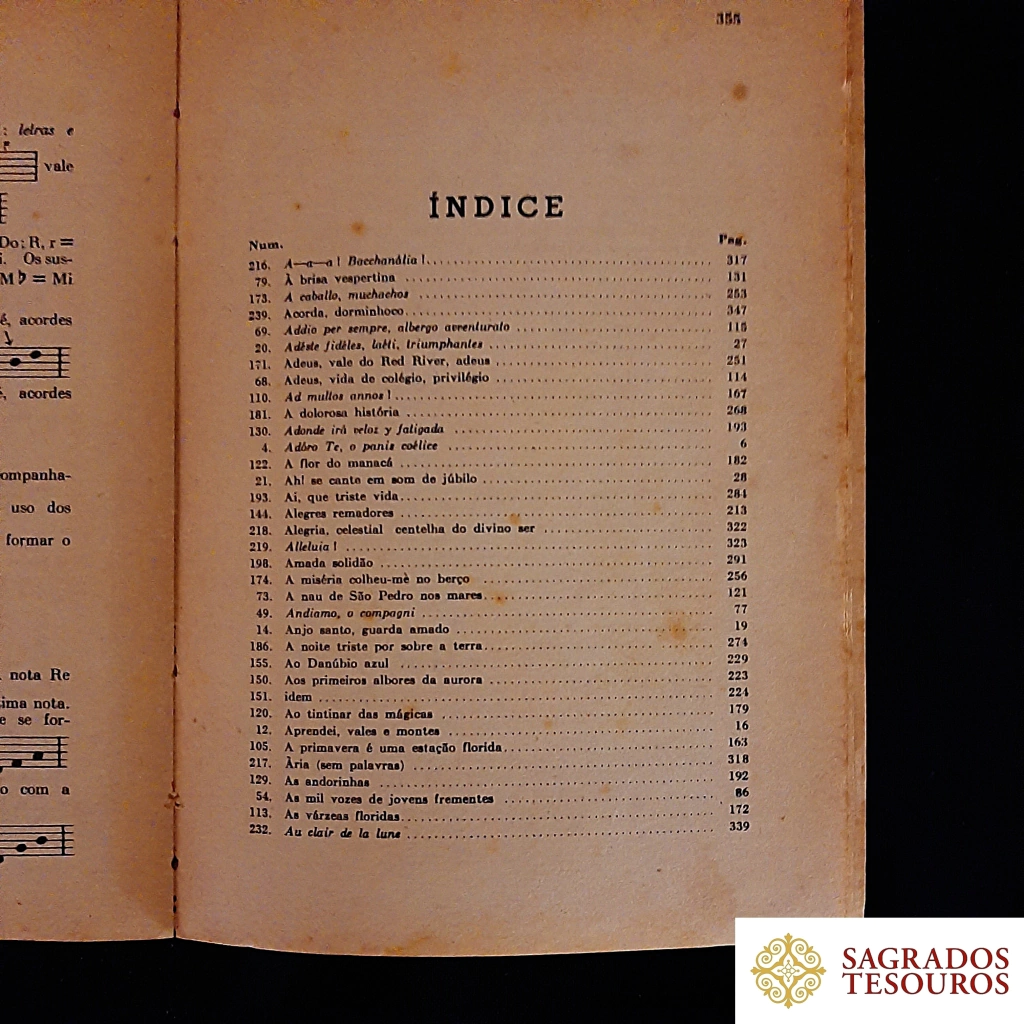 355
: letras e
vale
Do; R, r =
i. Os sus-
M♭ = Mi
é, acordes
é, acordes
ompanha-
uso dos
formar o
nota Re
tima nota.
e se for-
o com a
ÍNDICE
Num. Pag.
216. A—a—a! Bacchanália! 317
79. À brisa vespertina 131
173. A caballo, muchachos 253
239. Acorda, dorminhoco 347
69. Addio per sempre, albergo avventurato 115
20. Adéste fidéles, laéti, triumphantes 27
171. Adeus, vale do Red River, adeus 251
68. Adeus, vida de colégio, privilégio 114
110. Ad multos annos! 167
181. A dolorosa história 268
130. Adonde irá veloz y fatigada 193
4. Adóro Te, o panis coélice 6
122. A flor do manacá 182
21. Ah! se cante em som de júbilo 28
193. Ai, que triste vida 284
144. Alegres remadores 213
218. Alegria, celestial centelha do divino ser 322
219. Alleluia! 323
198. Amada solidão 291
174. A miséria colheu-mè no berço 256
73. A nau de São Pedro nos mares 121
49. Andiamo, o compagni 77
14. Anjo santo, guarda amado 19
186. A noite triste por sobre a terra 274
155. Ao Danúbio azul 229
150. Aos primeiros albores da aurora 223
151. idem 224
120. Ao tintinar das mágicas 179
12. Aprendei, vales e montes 16
105. A primavera é uma estação florida 163
217. Ària (sem palavras) 318
129. As andorinhas 192
54. As mil vozes de jovens frementes 86
113. As várzeas floridas 172
232. Au clair de la lune 339
SAGRADOS
TESOUROS